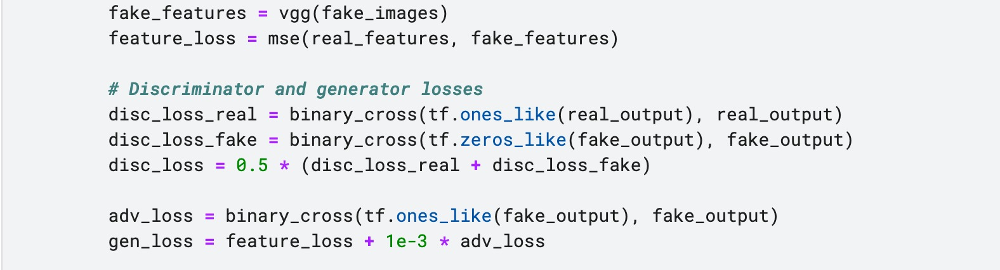 fake_features = vgg(fake_images)
feature_loss = mse(real_features, fake_features)
# Discriminator and generator losses
disc_loss_real = binary_cross(tf.ones_like(real_output), real_output)
disc_loss_fake = binary_cross(tf.zeros_like(fake_output), fake_output)
disc_loss = 0.5 * (disc_loss_real + disc_loss_fake)
adv_loss = binary_cross(tf.ones_like(fake_output), fake_output)
gen_loss = feature_loss + 1e-3 * adv_loss